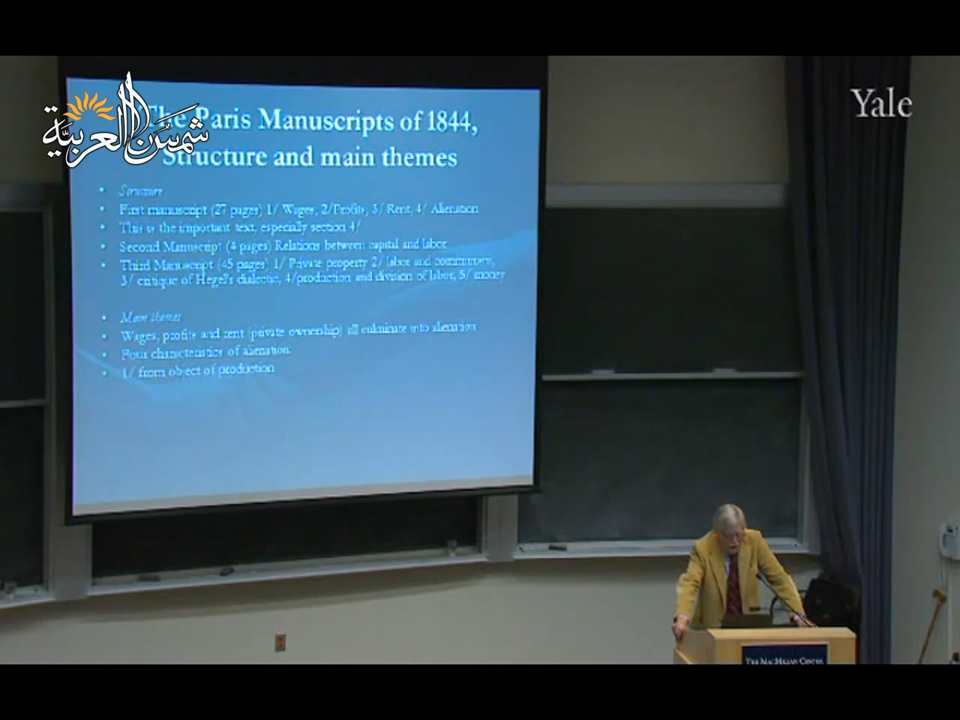 The Paris Manuscripts of 1844,
شمس العربية
Structure and main themes
Yale
• Structure
• First manuscript (27 pages) 1/ Wages, 2/Profits, 3/ Rent, 4/ Alienation
• This is the important text, especially section 4/
• Second Manuscript (4 pages) Relations between capital and labor
• Third Manuscript (45 pages) 1/ Private property 2/ labor and communism,
3/ critique of Hegel's dialectic, 4/production and division of labor, 5/ money
• Main themes
• Wages, profits and rent (private ownership) all culminate into alienation
• Four characteristics of alienation
• 1/ from object of production
THE MACMILLAN CENTER